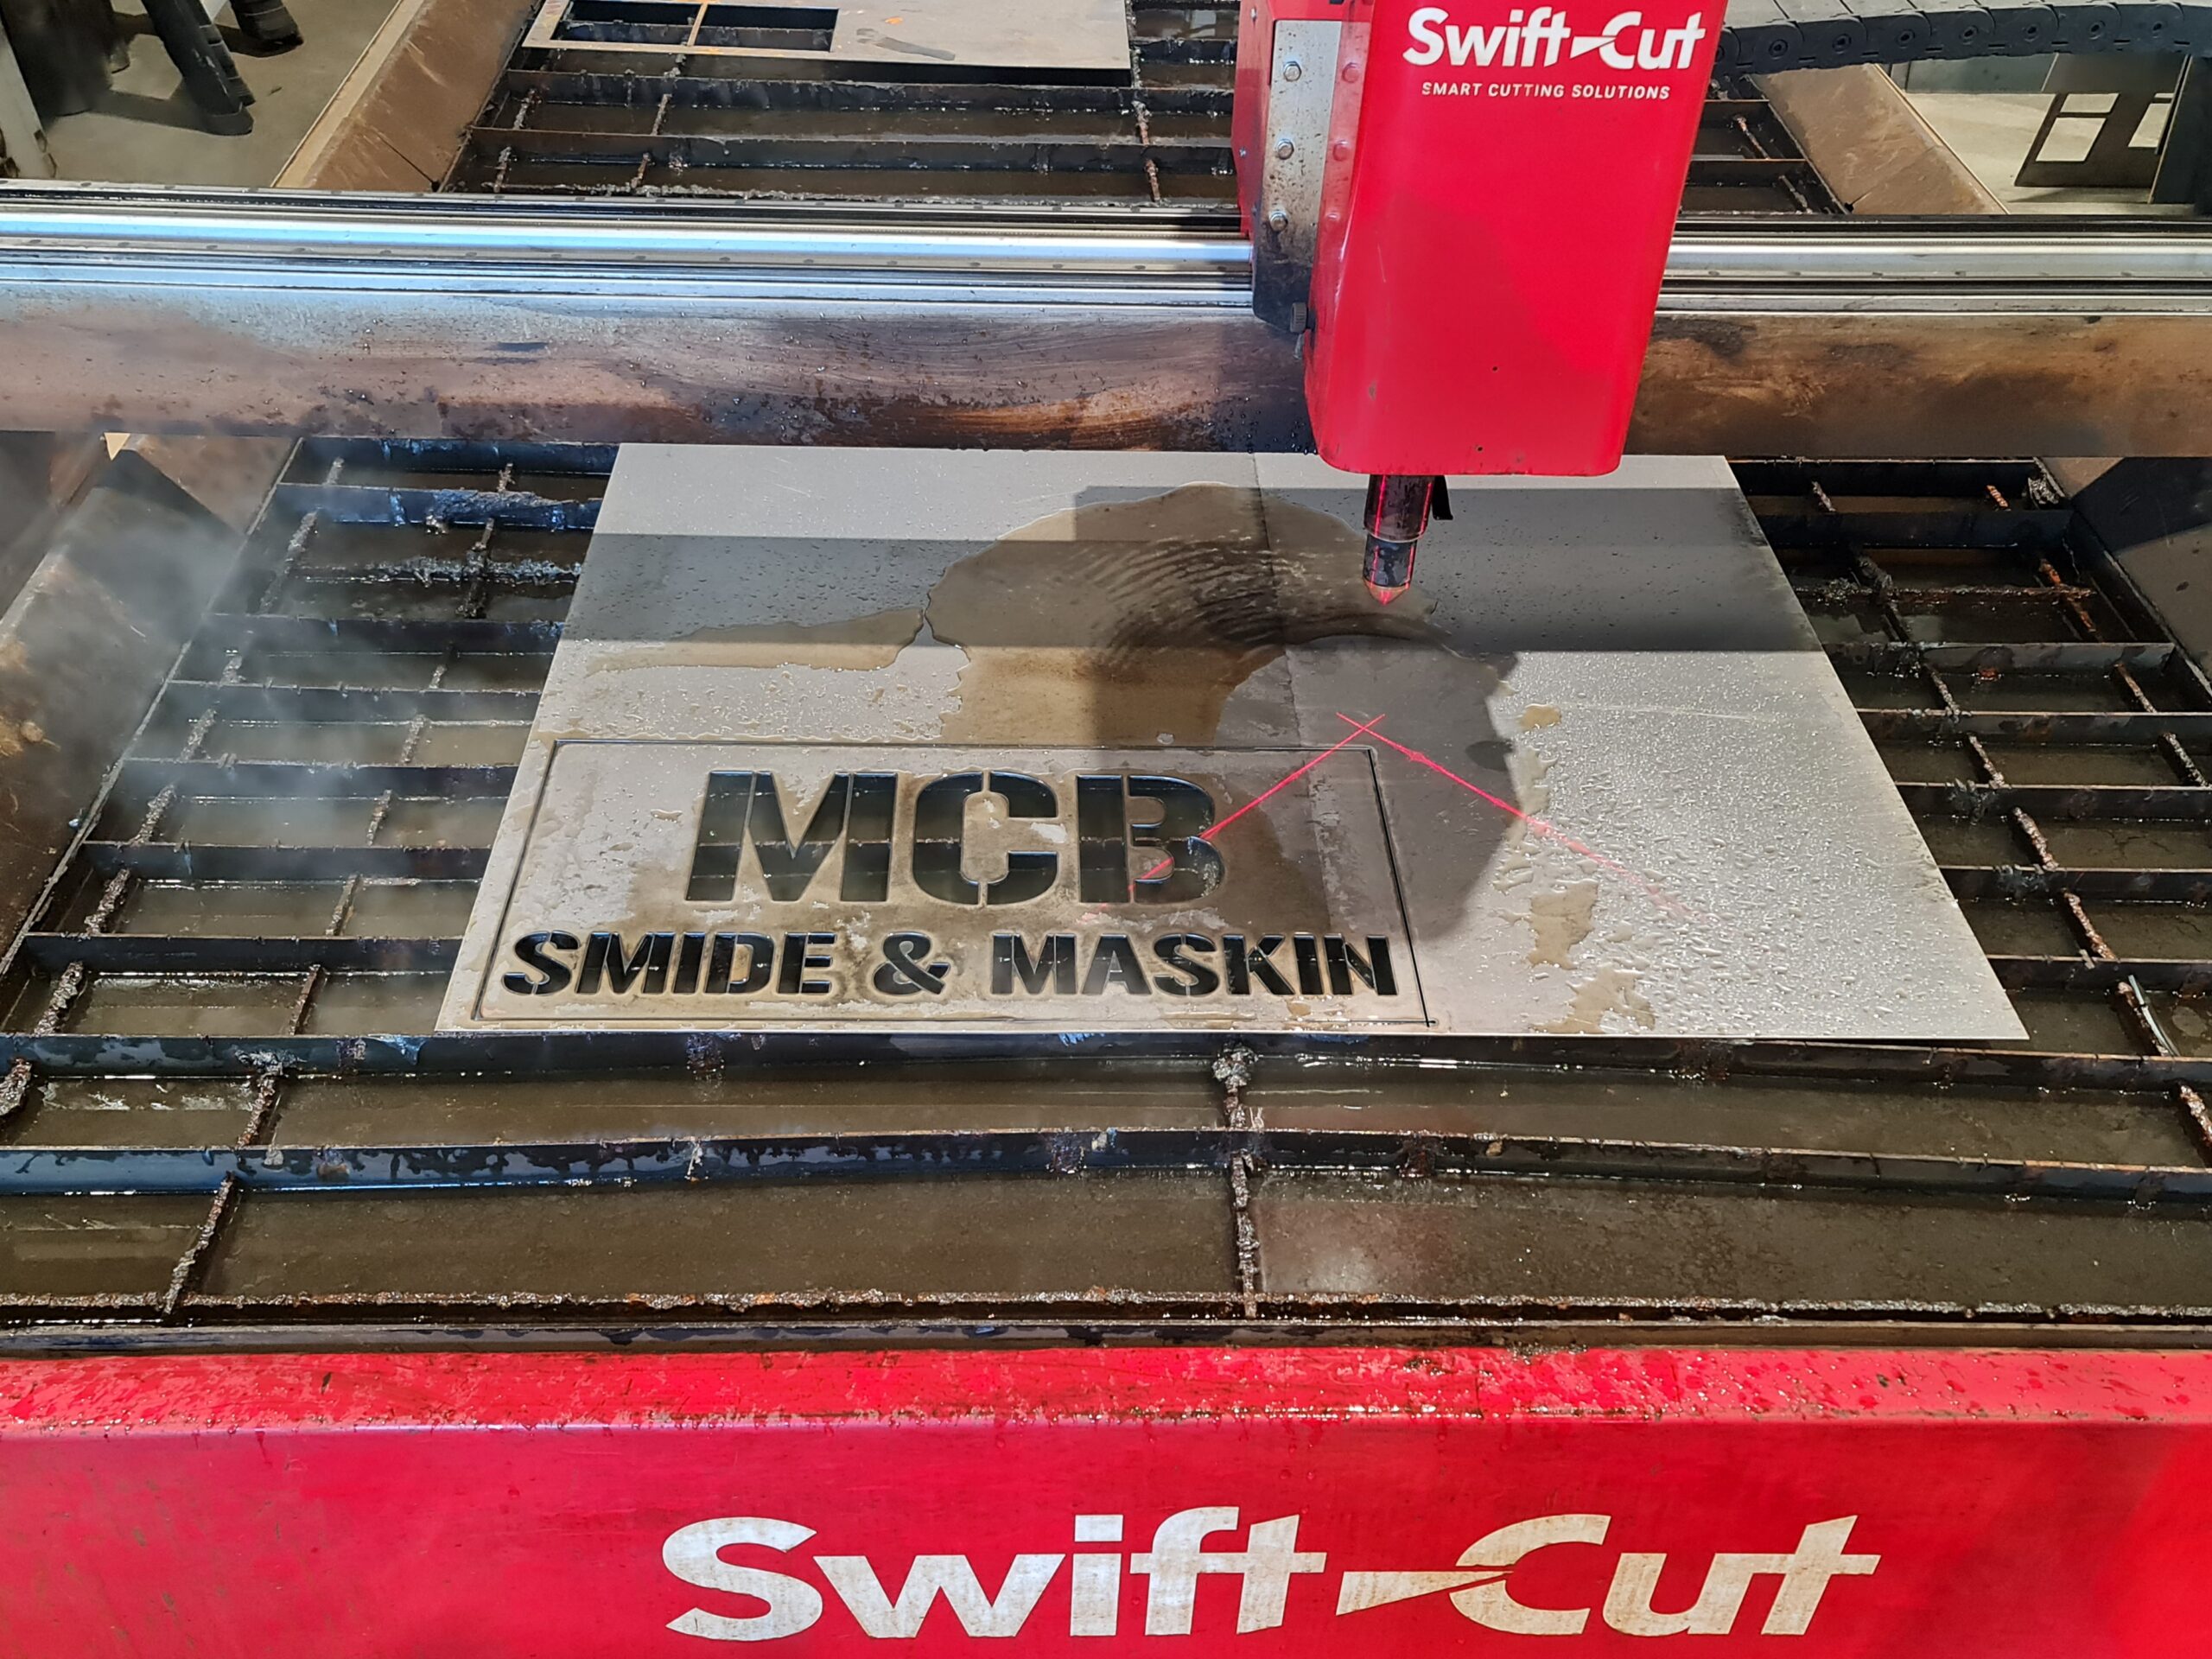 Swift-Cut
SMART CUTTING SOLUTIONS
MCB
SMIDE & MASKIN
Swift-Cut